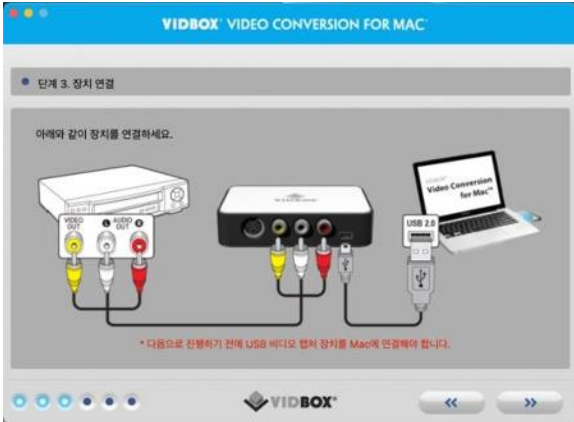 VIDBOX® VIDEO CONVERSION FOR MAC
단계 3. 장치 연결
아래와 같이 장치를 연결하세요.
VIDEO OUT
L AUDIO OUT R
VIDBOX
USB 2.0
Video Conversion
for Mac™
* 다음으로 진행하기 전에 USB 비디오 캡처 장치를 Mac에 연결해야 합니다.
VIDBOX®